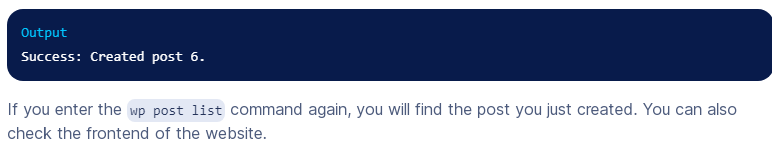 Output
Success: Created post 6.
If you enter the wp post list command again, you will find the post you just created. You can also
check the frontend of the website.